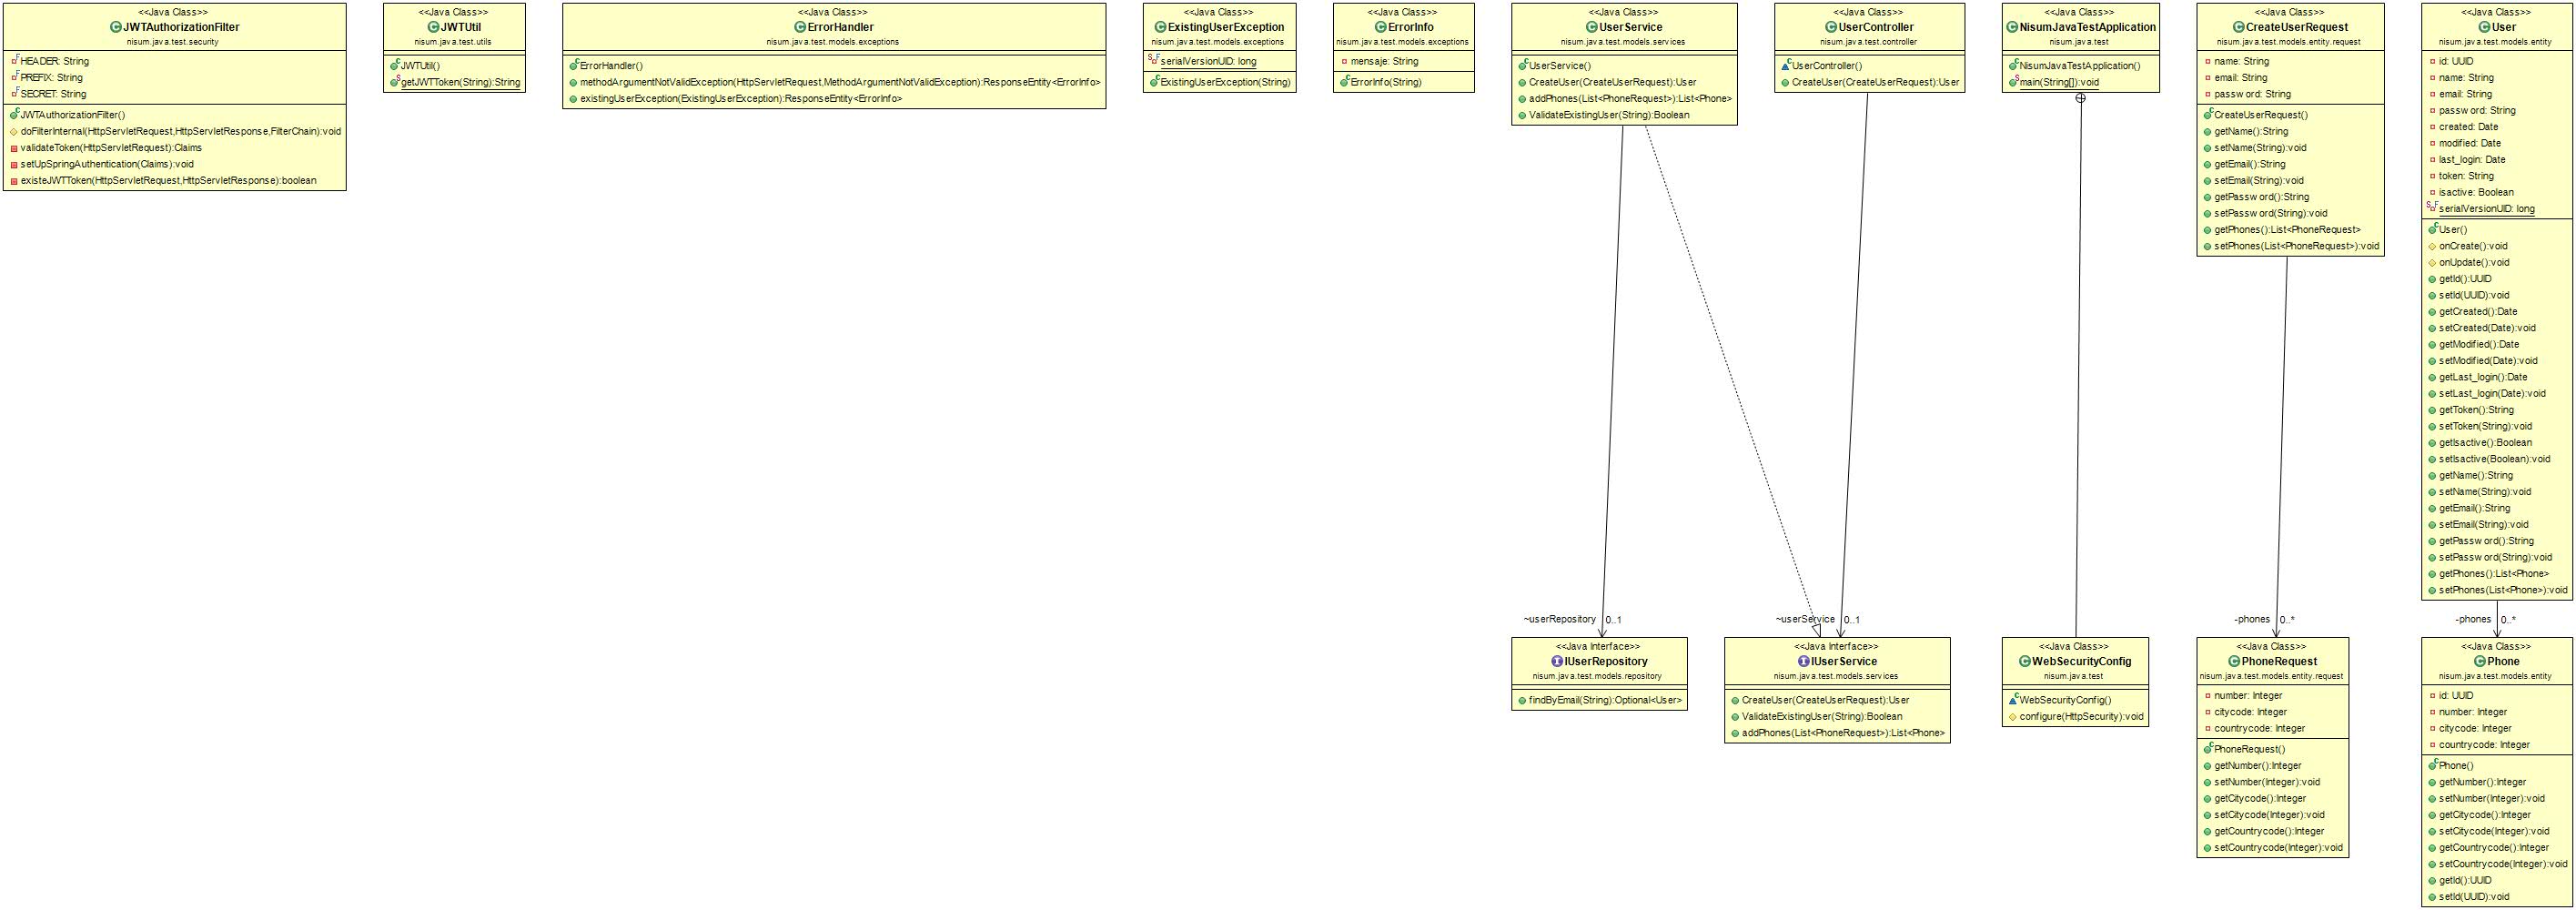 <<Java Class>>
JWTAuthorizationFilter
nisum.java.test.security
HEADER: String
PREFIX: String
SECRET: String
JWTAuthorizationFilter()
doFilterInternal(HttpServletRequest,HttpServletResponse,FilterChain):void
validateToken(HttpServletRequest):Claims
setUpSpringAuthentication(Claims):void
existeJWTToken(HttpServletRequest,HttpServletResponse):boolean
<<Java Class>>
JWTUtil
nisum.java.test.utils
JWTUtil()
getJWTToken(String):String
<<Java Class>>
ErrorHandler
nisum.java.test.models.exceptions
ErrorHandler()
methodArgumentNotValidException(HttpServletRequest,MethodArgumentNotValidException):ResponseEntity<ErrorInfo>
existingUserException(ExistingUserException):ResponseEntity<ErrorInfo>
<<Java Class>>
ExistingUserException
nisum.java.test.models.exceptions
serialVersionUID: long
ExistingUserException(String)
<<Java Class>>
ErrorInfo
nisum.java.test.models.exceptions
mensaje: String
ErrorInfo(String)
<<Java Class>>
UserService
nisum.java.test.models.services
UserService()
CreateUser(CreateUserRequest):User
addPhones(List<PhoneRequest>):List<Phone>
ValidateExistingUser(String):Boolean
<<Java Class>>
UserController
nisum.java.test.controller
UserController()
CreateUser(CreateUserRequest):User
<<Java Class>>
NisumJavaTestApplication
nisum.java.test
NisumJavaTestApplication()
main(String[]):void
<<Java Class>>
CreateUserRequest
nisum.java.test.models.entity.request
name: String
email: String
password: String
CreateUserRequest()
getName():String
setName(String):void
getEmail():String
setEmail(String):void
getPassword():String
setPassword(String):void
getPhones():List<PhoneRequest>
setPhones(List<PhoneRequest>):void
<<Java Class>>
User
nisum.java.test.models.entity
id: UUID
name: String
email: String
password: String
created: Date
modified: Date
last_login: Date
token: String
isactive: Boolean
serialVersionUID: long
User()
onCreate():void
onUpdate():void
getId():UUID
setId(UUID):void
getCreated():Date
setCreated(Date):void
getModified():Date
setModified(Date):void
getLast_login():Date
setLast_login(Date):void
getToken():String
setToken(String):void
getIsactive():Boolean
setIsactive(Boolean):void
getName():String
setName(String):void
getEmail():String
setEmail(String):void
getPassword():String
setPassword(String):void
getPhones():List<Phone>
setPhones(List<Phone>):void
~userRepository 0..1
~userService 0..1
-phones 0..*
-phones 0..*
<<Java Interface>>
IUserRepository
nisum.java.test.models.repository
findByEmail(String):Optional<User>
<<Java Interface>>
IUserService
nisum.java.test.models.services
CreateUser(CreateUserRequest):User
ValidateExistingUser(String):Boolean
addPhones(List<PhoneRequest>):List<Phone>
<<Java Class>>
WebSecurityConfig
nisum.java.test
WebSecurityConfig()
configure(HttpSecurity):void
<<Java Class>>
PhoneRequest
nisum.java.test.models.entity.request
number: Integer
citycode: Integer
countrycode: Integer
PhoneRequest()
getNumber():Integer
setNumber(Integer):void
getCitycode():Integer
setCitycode(Integer):void
getCountrycode():Integer
setCountrycode(Integer):void
<<Java Class>>
Phone
nisum.java.test.models.entity
id: UUID
number: Integer
citycode: Integer
countrycode: Integer
Phone()
getNumber():Integer
setNumber(Integer):void
getCitycode():Integer
setCitycode(Integer):void
getCountrycode():Integer
setCountrycode(Integer):void
getId():UUID
setId(UUID):void